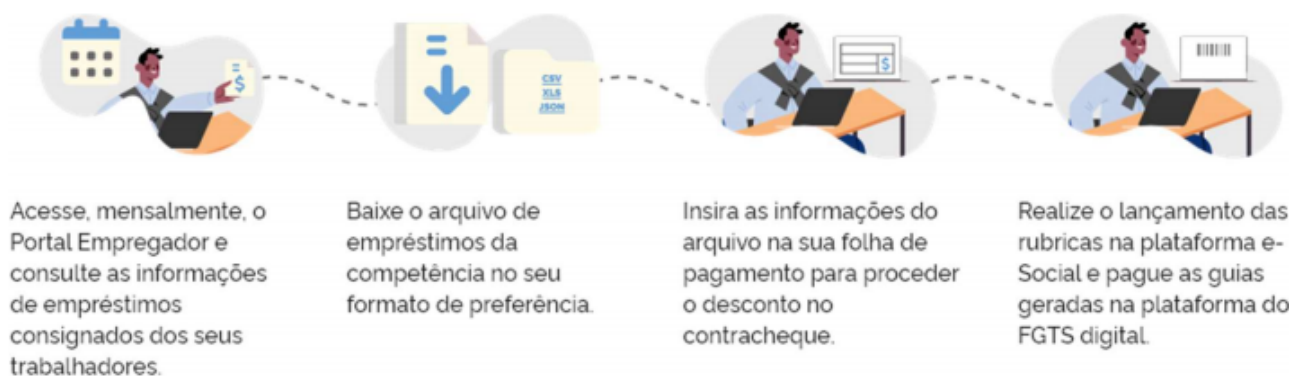 CSV
XLS
JSON
$
$
Acesse, mensalmente, o
Portal Empregador e
consulte as informações
de empréstimos
consignados dos seus
trabalhadores.
Baixe o arquivo de
empréstimos da
competência no seu
formato de preferência.
Insira as informações do
arquivo na sua folha de
pagamento para proceder
o desconto no
contracheque.
Realize o lançamento das
rubricas na plataforma e-
Social e pague as guias
geradas na plataforma do
FGTS digital.